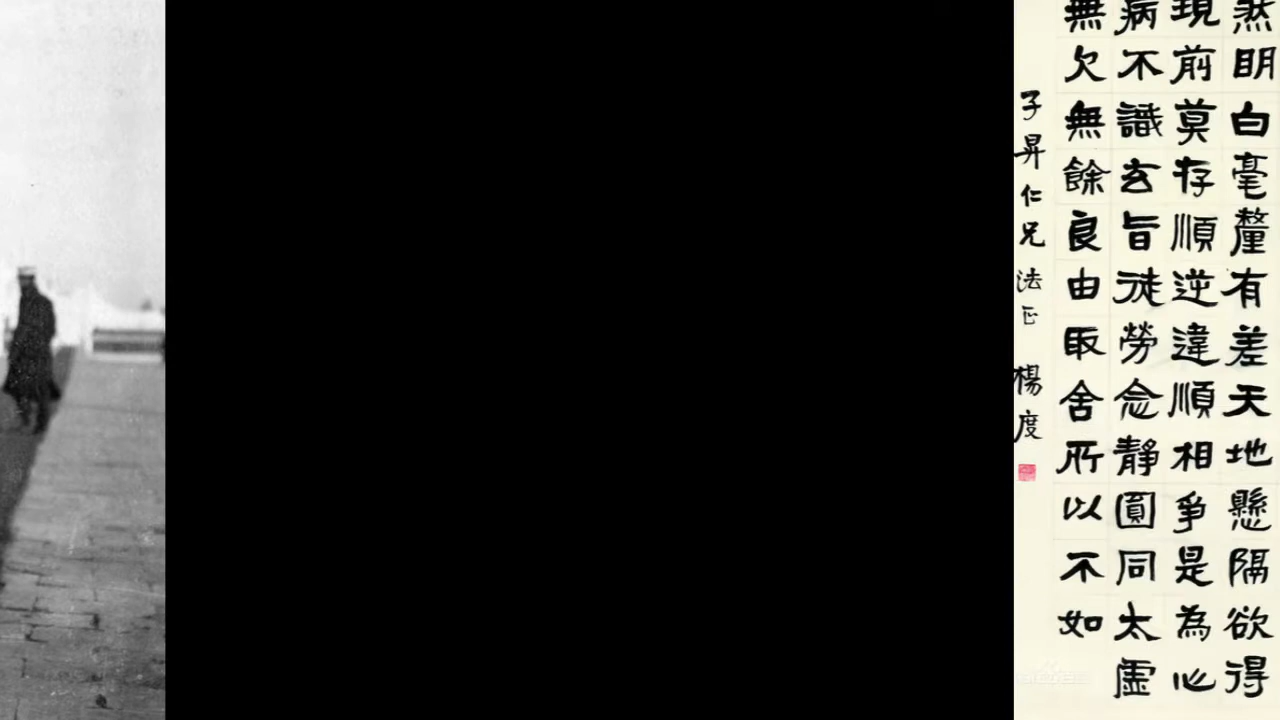 然明白毫釐有差天地懸隔欲得
現前莫存順逆違順相爭是為心
病不識玄旨徒勞念静圓同太虛
無欠無餘良由取舍所以不如
子昇仁兄法正 楊度